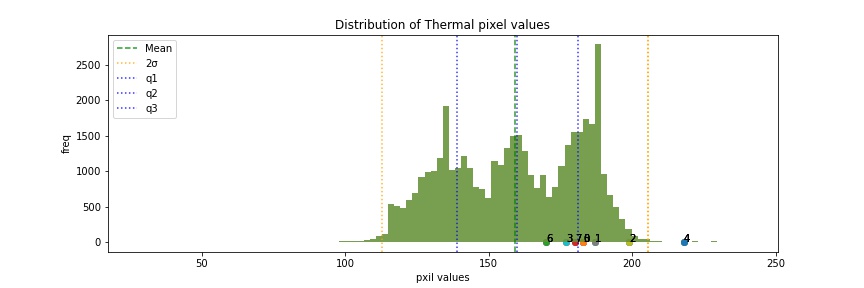 Distribution of Thermal pixel values
Mean
2σ
q1
q2
q3
freq
2500
2000
1500
1000
500
0
6 3 7 1 2 4
50 100 150 200 250
pxil values